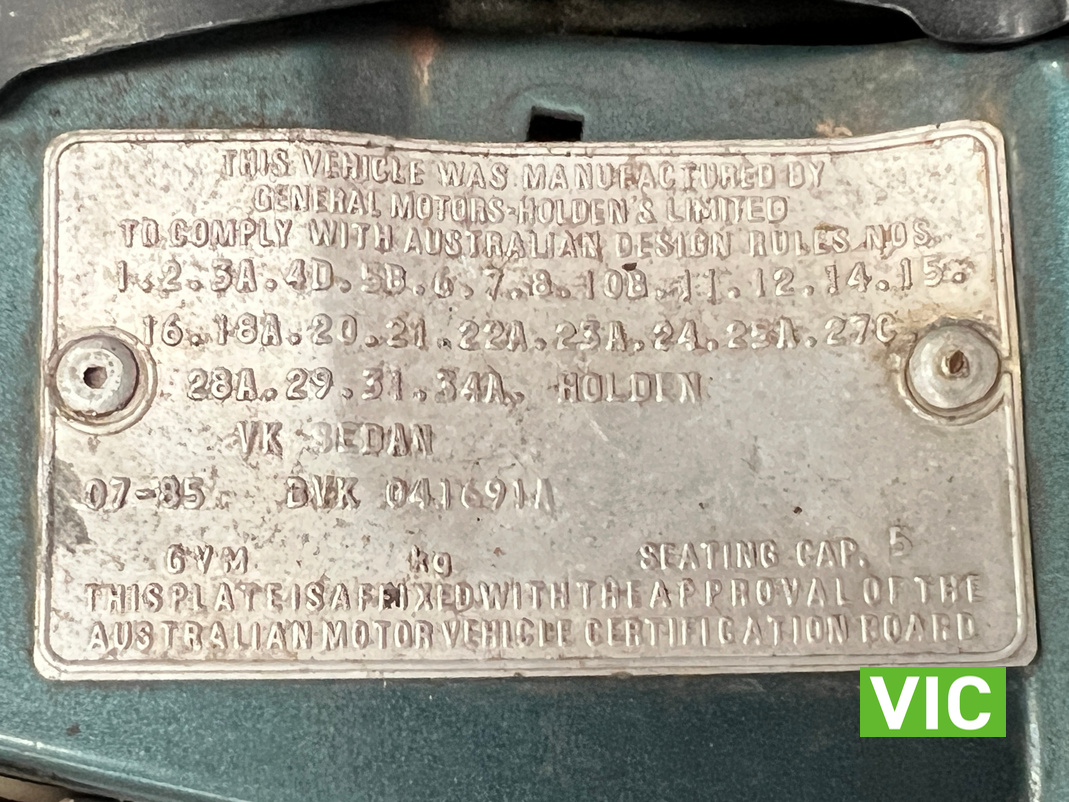 THIS VEHICLE WAS MANUFACTURED BY
GENERAL MOTORS-HOLDEN'S LIMITED
TO COMPLY WITH AUSTRALIAN DESIGN RULES NOS.
1.2.3A.4D.5B.6.7.8.10B.11.12.14.15.
16.18A.20.21.22A.23A.24.25A.27C
28A.29.31.34A. HOLDEN
VK SEDAN
07-85 BVK 041691A
GVM kg SEATING CAP. 5
THIS PLATE IS AFFIXED WITH THE APPROVAL OF THE
AUSTRALIAN MOTOR VEHICLE CERTIFICATION BOARD
VIC